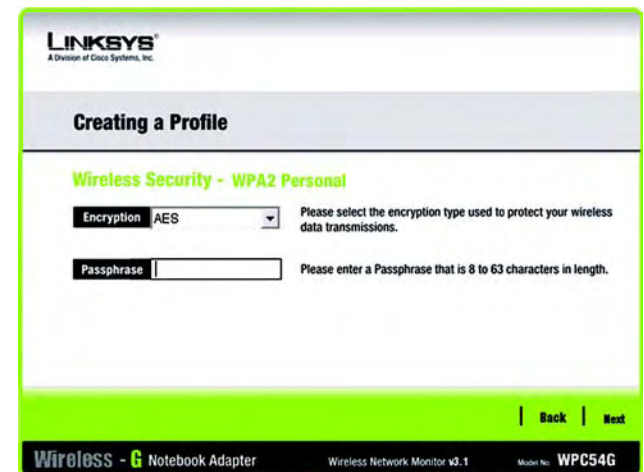 LINKSYS®
A Division of Cisco Systems, Inc.
Creating a Profile
Wireless Security - WPA2 Personal
Encryption AES
Please select the encryption type used to protect your wireless
data transmissions.
Passphrase
Please enter a Passphrase that is 8 to 63 characters in length.
Back Next
Wireless - G Notebook Adapter Wireless Network Monitor v3.1 Model No. WPC54G